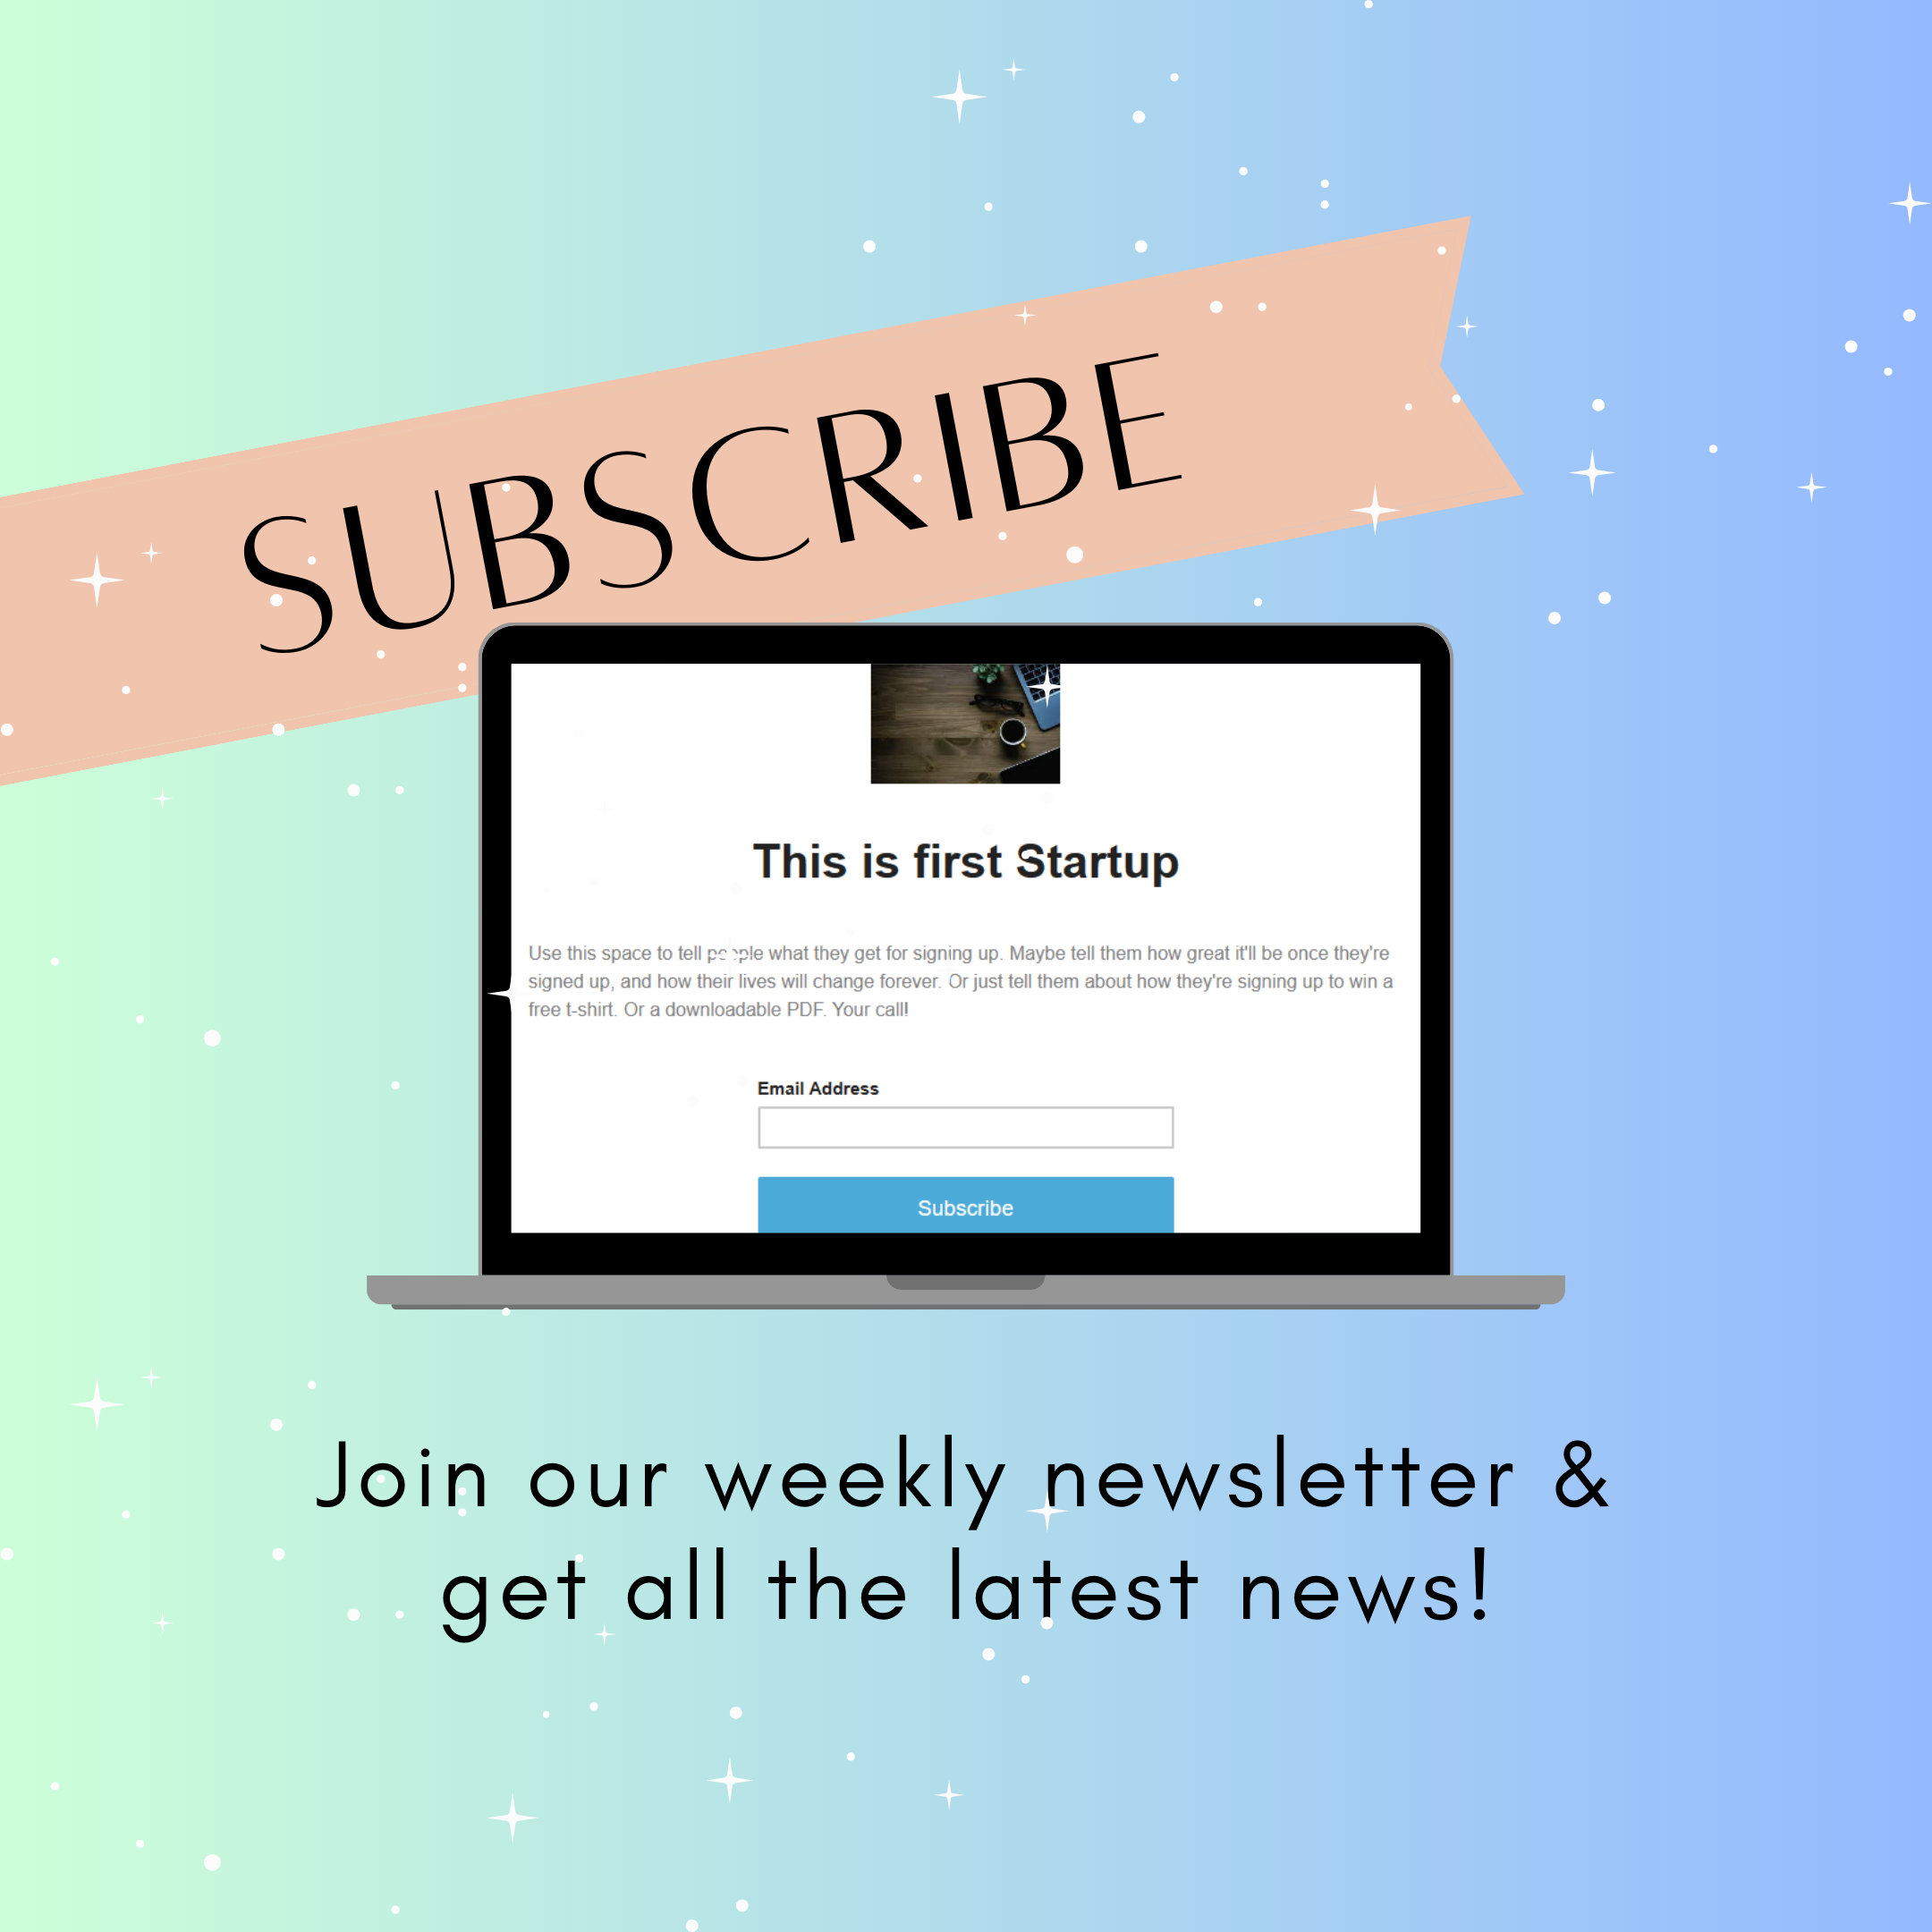 SUBSCRIBE
This is first Startup
Use this space to tell people what they get for signing up. Maybe tell them how great it'll be once they're
signed up, and how their lives will change forever. Or just tell them about how they're signing up to win a
free t-shirt. Or a downloadable PDF. Your call!
Email Address
Subscribe
Join our weekly newsletter &
get all the latest news!